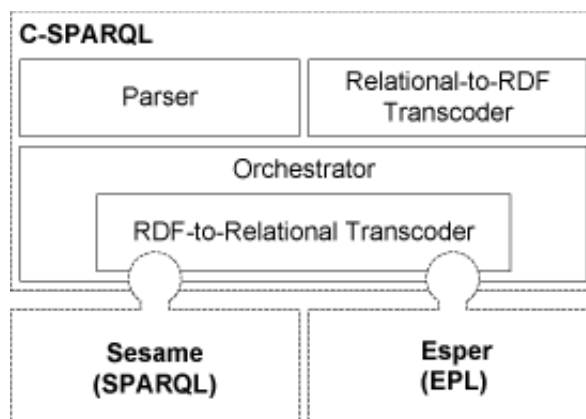 C-SPARQL
Parser
Relational-to-RDF
Transcoder
Orchestrator
RDF-to-Relational Transcoder
Sesame
(SPARQL)
Esper
(EPL)